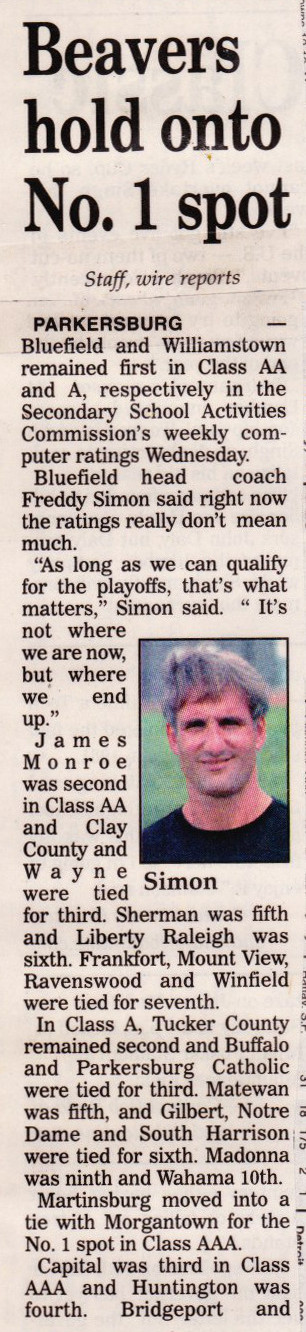 Beavers
hold onto
No. 1 spot
Staff, wire reports
PARKERSBURG —
Bluefield and Williamstown
remained first in Class AA
and A, respectively in the
Secondary School Activities
Commission's weekly com-
puter ratings Wednesday.
Bluefield head coach
Freddy Simon said right now
the ratings really don't mean
much.
“As long as we can qualify
for the playoffs, that's what
matters,” Simon said. “ It's
not where
we are now,
but where
we end
up.”
James
Monroe
was second
in Class AA
and Clay
County and
Wayne
were tied
Simon
for third. Sherman was fifth
and Liberty Raleigh was
sixth. Frankfort, Mount View,
Ravenswood and Winfield
were tied for seventh.
In Class A, Tucker County
remained second and Buffalo
and Parkersburg Catholic
were tied for third. Matewan
was fifth, and Gilbert, Notre
Dame and South Harrison
were tied for sixth. Madonna
was ninth and Wahama 10th.
Martinsburg moved into a
tie with Morgantown for the
No. 1 spot in Class AAA.
Capital was third in Class
AAA and Huntington was
fourth. Bridgeport and
31 18 175 2 1
Detroit